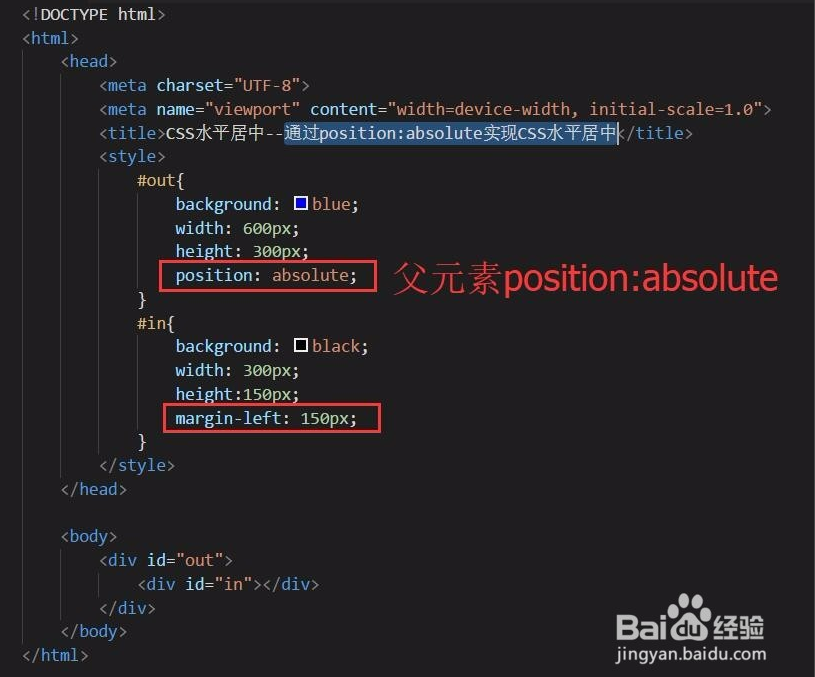 <!DOCTYPE html>
<html>
<head>
<meta charset="UTF-8">
<meta name="viewport" content="width=device-width, initial-scale=1.0">
<title>CSS水平居中--通过position:absolute实现CSS水平居中</title>
<style>
#out{
background: blue;
width: 600px;
height: 300px;
position: absolute;
父元素position:absolute
}
#in{
background: black;
width: 300px;
height:150px;
margin-left: 150px;
}
</style>
</head>
<body>
<div id="out">
<div id="in"></div>
</div>
</body>
</html>
Baidu经验
jingyan.baidu.com